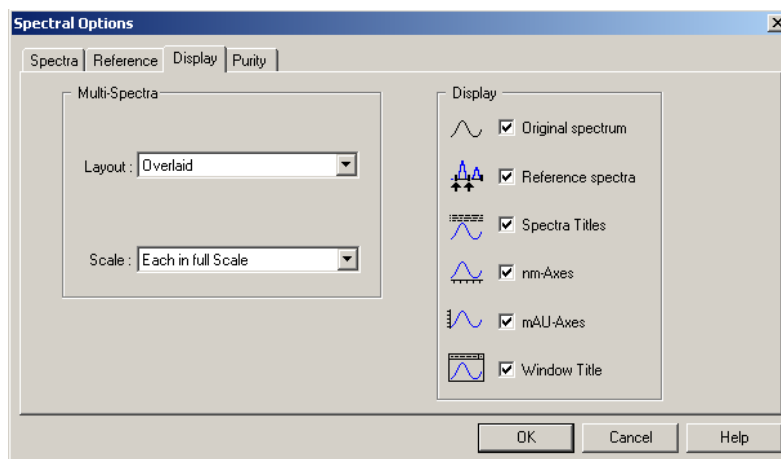 Spectral Options
Spectra Reference Display Purity
Multi-Spectra
Layout : Overlaid
Scale : Each in full Scale
Display
Original spectrum
Reference spectra
Spectra Titles
nm-Axes
mAU-Axes
Window Title
OK Cancel Help